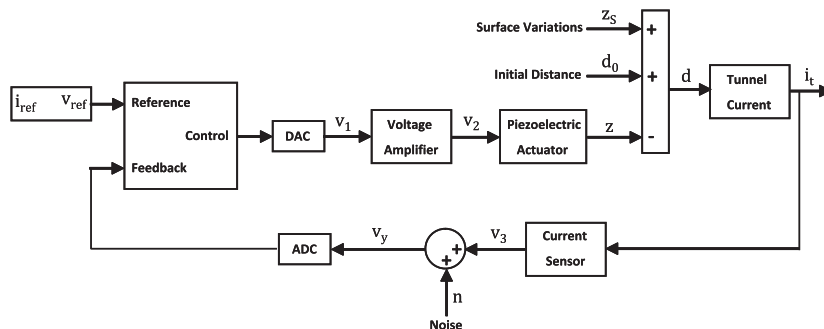 Surface Variations
z_S
+
Initial Distance
d_0
+
d
Tunnel
Current
i_t
i_ref
v_ref
Reference
Control
Feedback
DAC
v_1
Voltage
Amplifier
v_2
Piezoelectric
Actuator
z
-
ADC
v_y
+
+
v_3
Current
Sensor
n
Noise